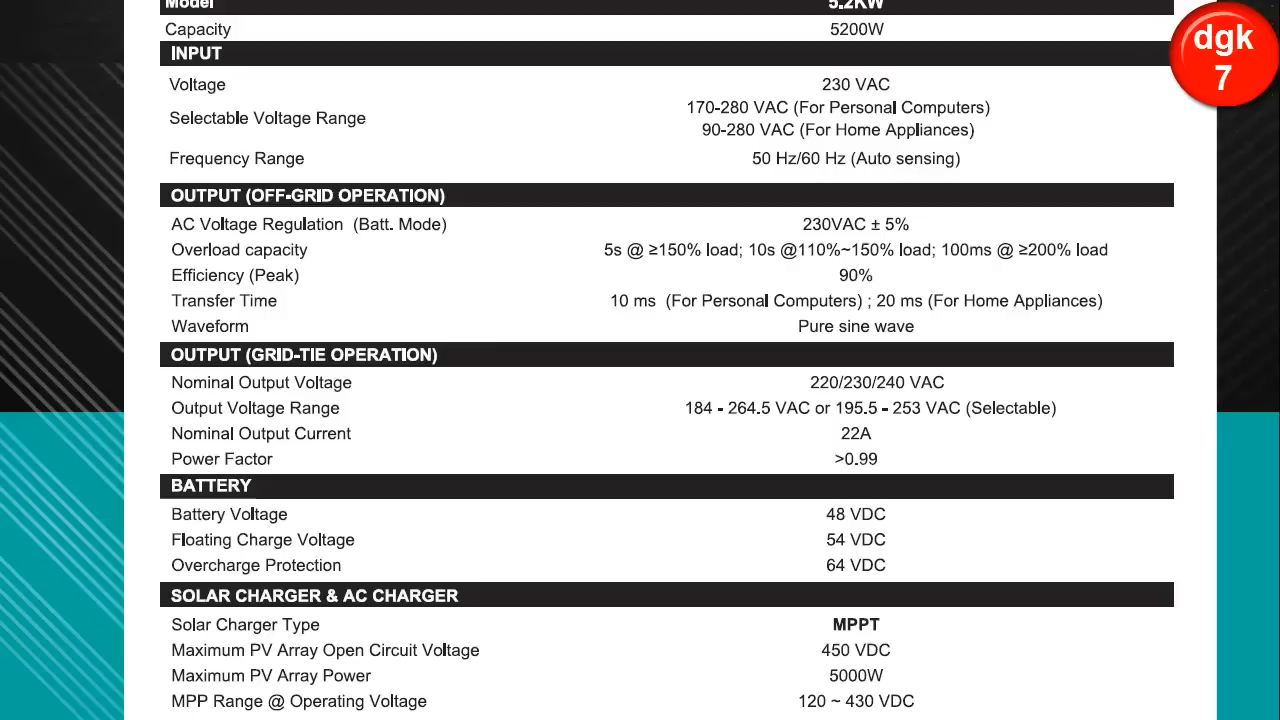 Model 5.2KW
Capacity 5200W
INPUT
Voltage 230 VAC
Selectable Voltage Range 170-280 VAC (For Personal Computers)
90-280 VAC (For Home Appliances)
Frequency Range 50 Hz/60 Hz (Auto sensing)
OUTPUT (OFF-GRID OPERATION)
AC Voltage Regulation (Batt. Mode) 230VAC ± 5%
Overload capacity 5s @ ≥150% load; 10s @110%~150% load; 100ms @ ≥200% load
Efficiency (Peak) 90%
Transfer Time 10 ms (For Personal Computers) ; 20 ms (For Home Appliances)
Waveform Pure sine wave
OUTPUT (GRID-TIE OPERATION)
Nominal Output Voltage 220/230/240 VAC
Output Voltage Range 184 - 264.5 VAC or 195.5 - 253 VAC (Selectable)
Nominal Output Current 22A
Power Factor >0.99
BATTERY
Battery Voltage 48 VDC
Floating Charge Voltage 54 VDC
Overcharge Protection 64 VDC
SOLAR CHARGER & AC CHARGER
Solar Charger Type MPPT
Maximum PV Array Open Circuit Voltage 450 VDC
Maximum PV Array Power 5000W
MPP Range @ Operating Voltage 120 ~ 430 VDC
dgk
7